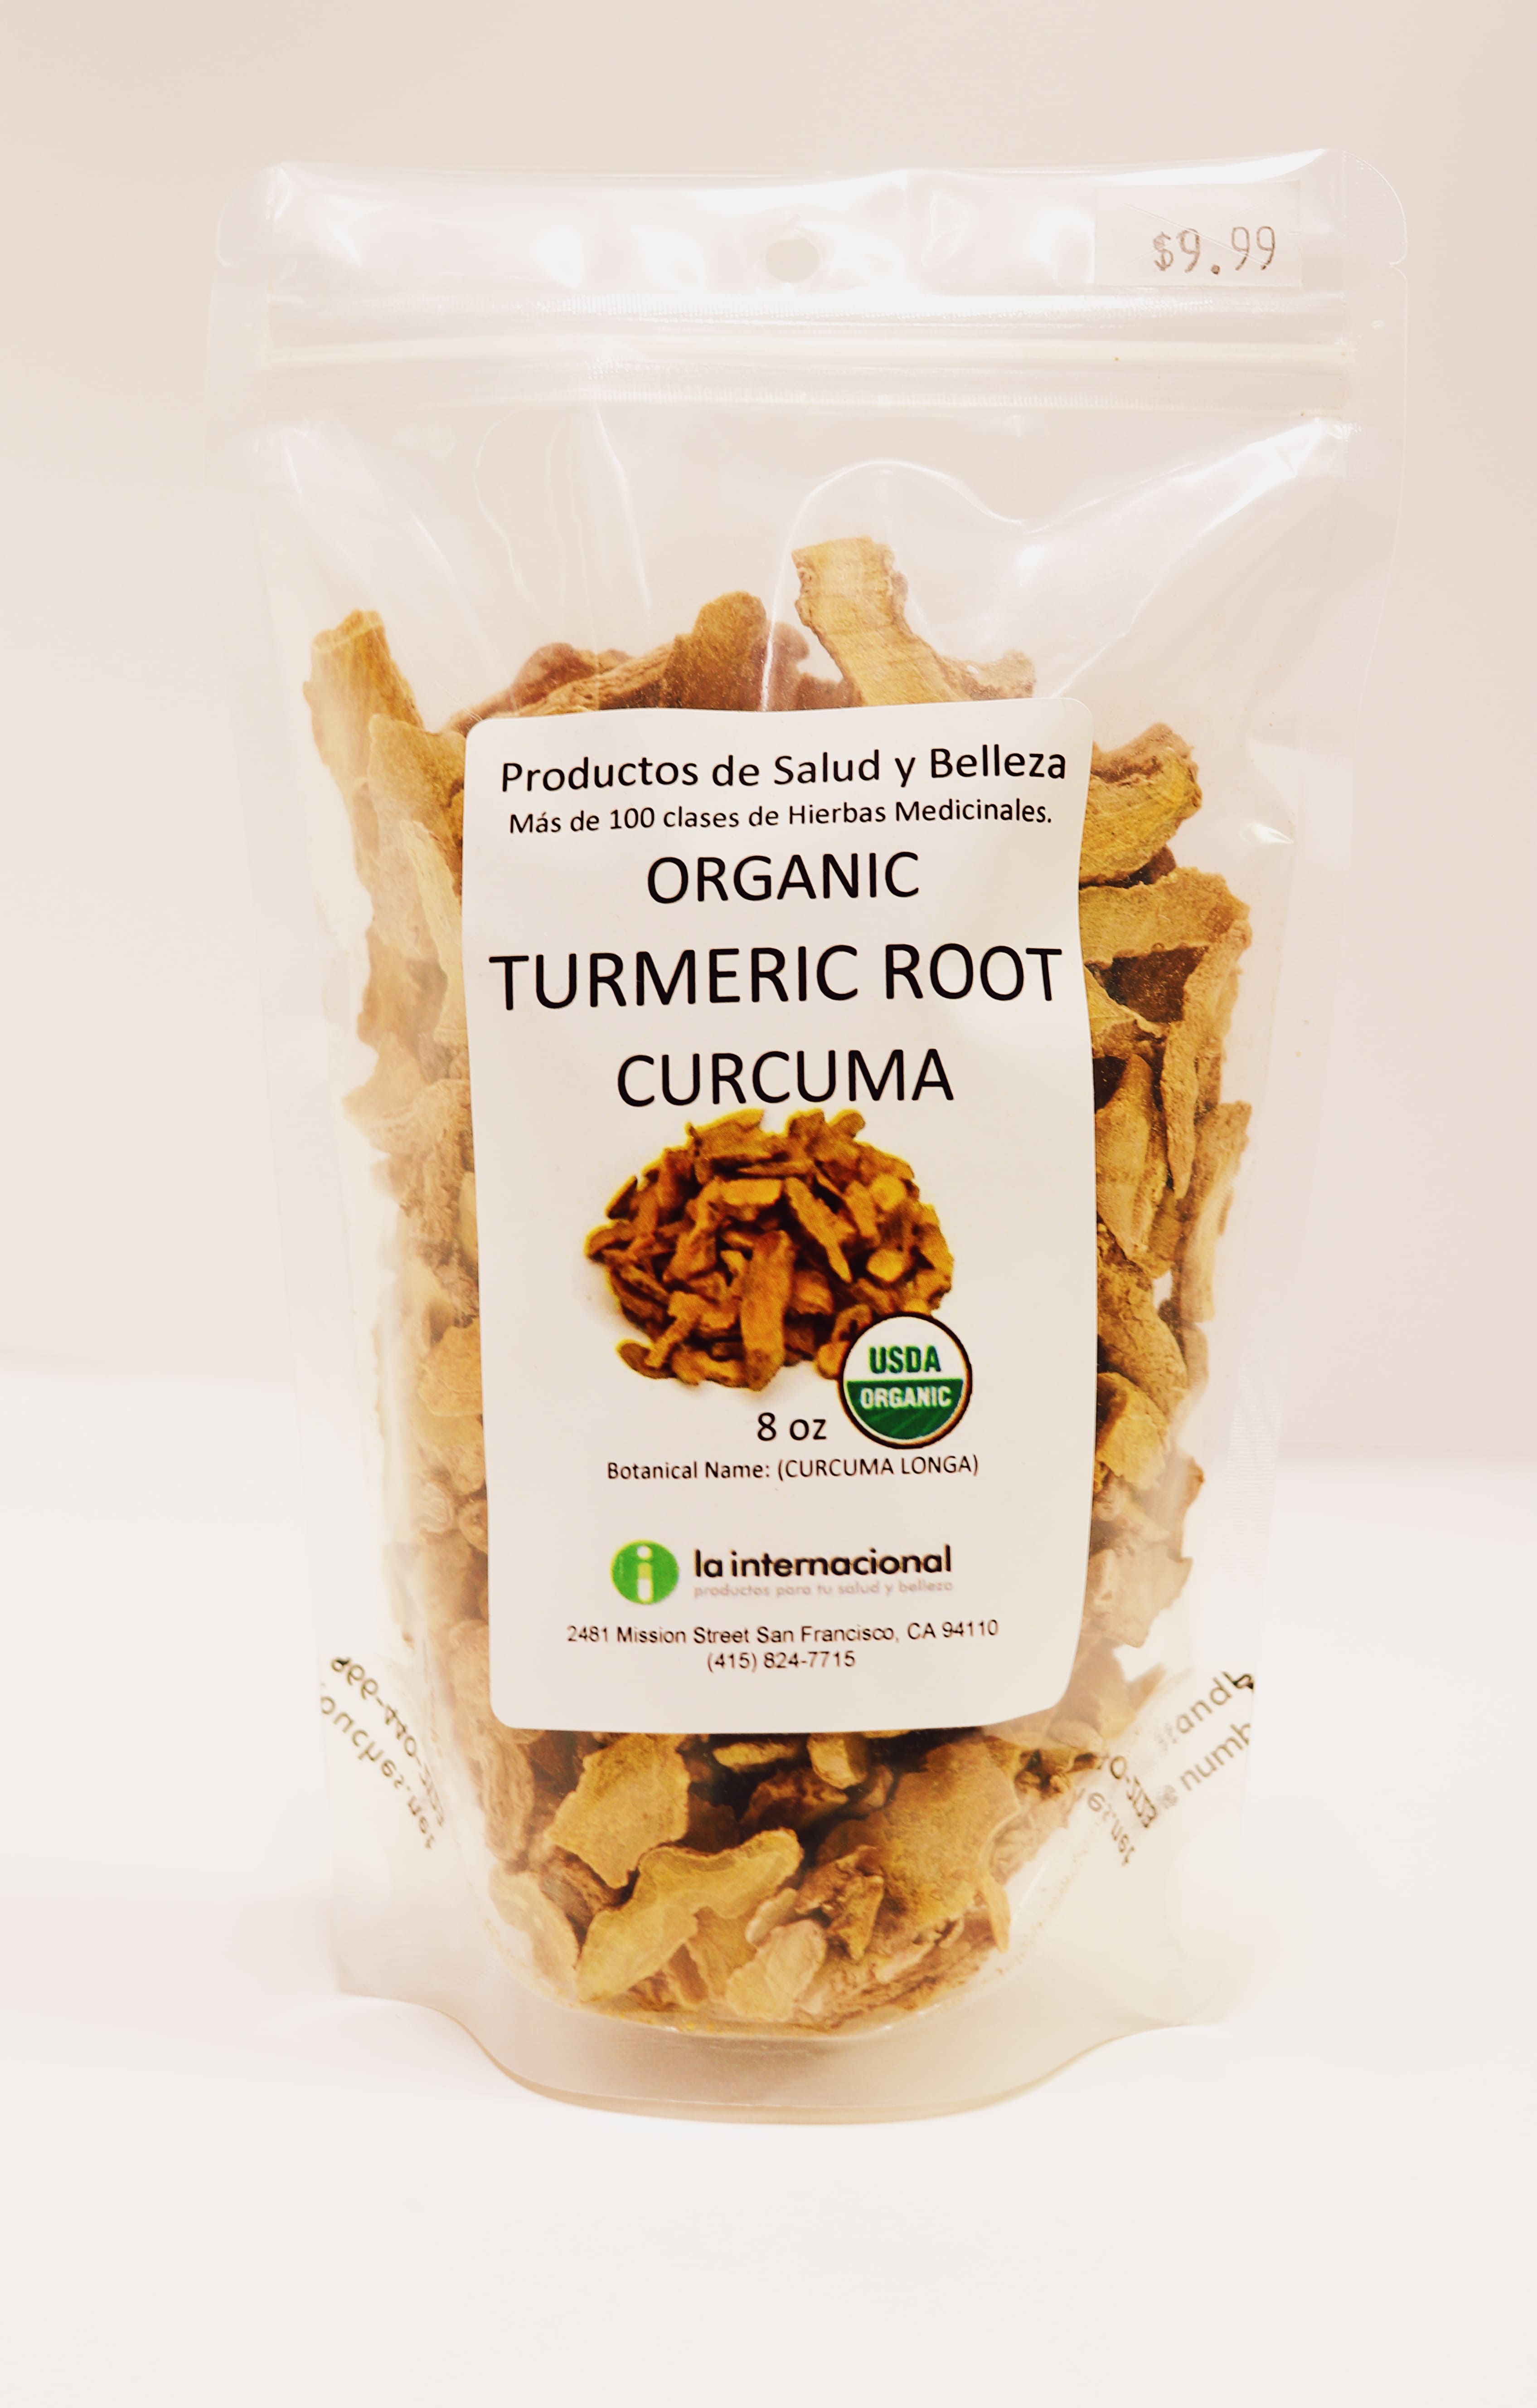 $9.99
Productos de Salud y Belleza
Más de 100 clases de Hierbas Medicinales.
ORGANIC
TURMERIC ROOT
CURCUMA
USDA
ORGANIC
8 oz
Botanical Name: (CURCUMA LONGA)
la internacional
productos para tu salud y belleza
2481 Mission Street San Francisco, CA 94110
(415) 824-7715